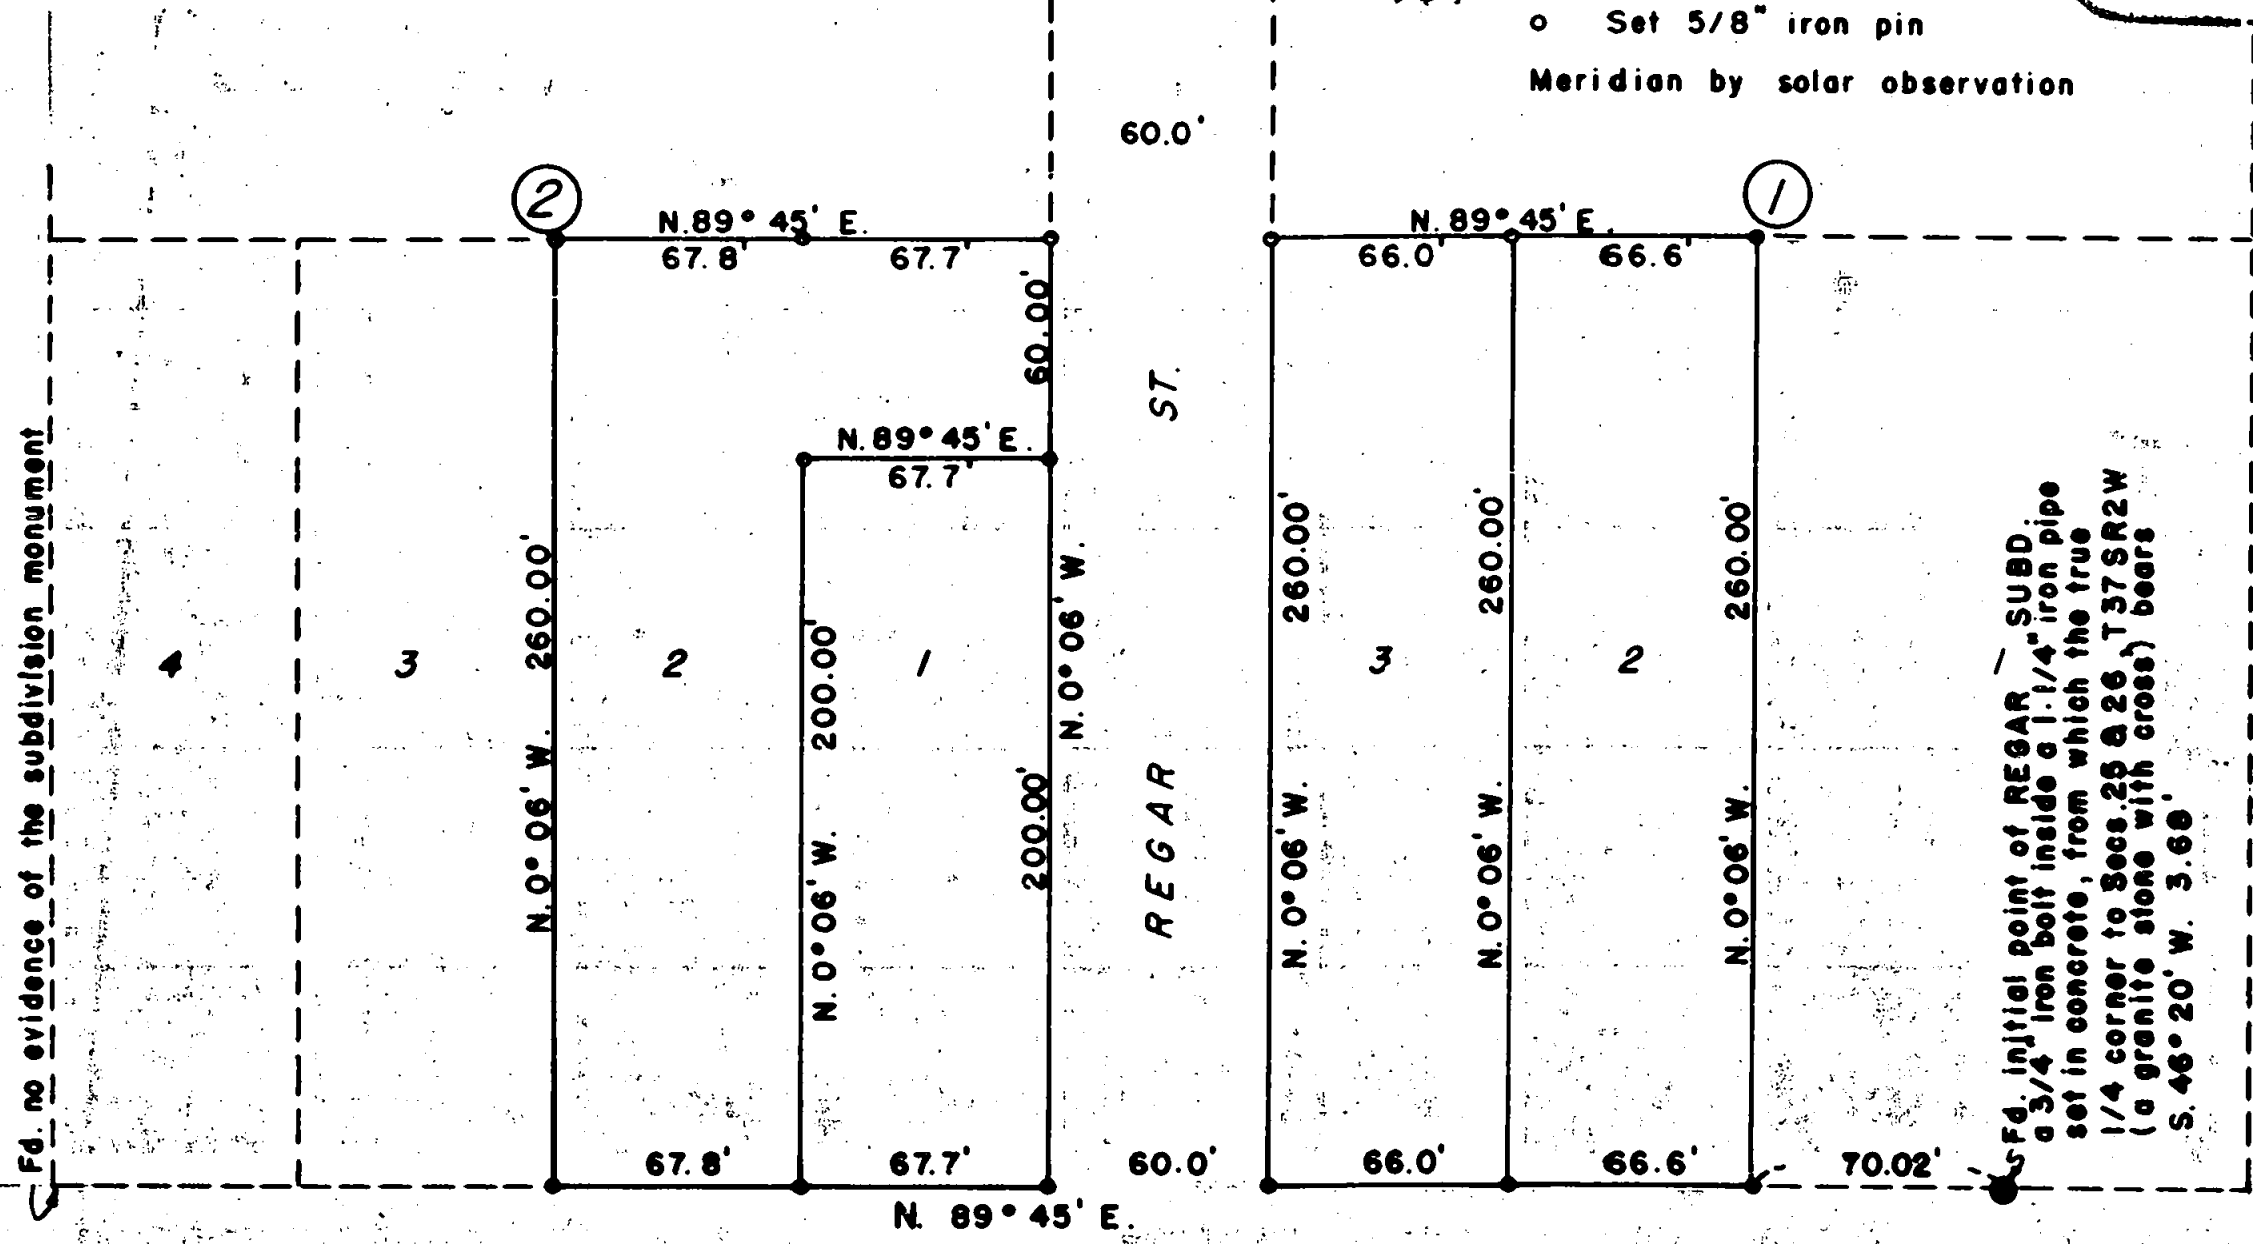 o Set 5/8" iron pin
Meridian by solar observation
60.0'
2
1
N. 89° 45' E.
67.8'
67.7'
N. 89° 45' E.
66.0'
66.6'
60.00'
N. 89° 45' E.
67.7'
ST.
REGAR
260.00'
N. 0° 06' W.
200.00'
N. 0° 06' W.
N. 0° 06' W.
200.00'
260.00'
N. 0° 06' W.
260.00'
N. 0° 06' W.
260.00'
N. 0° 06' W.
4
3
2
1
3
2
Fd. no evidence of the subdivision monument
Fd. initial point of REGAR SUBD.
a 3/4" iron bolt inside a 1.1/4" iron pipe
set in concrete, from which the true
1/4 corner to Secs. 25 & 26, T37SR2W
(a granite stone with cross) bears
S. 46° 20' W. 3.68'
67.8'
67.7'
60.0'
66.0'
66.6'
70.02'
N. 89° 45' E.